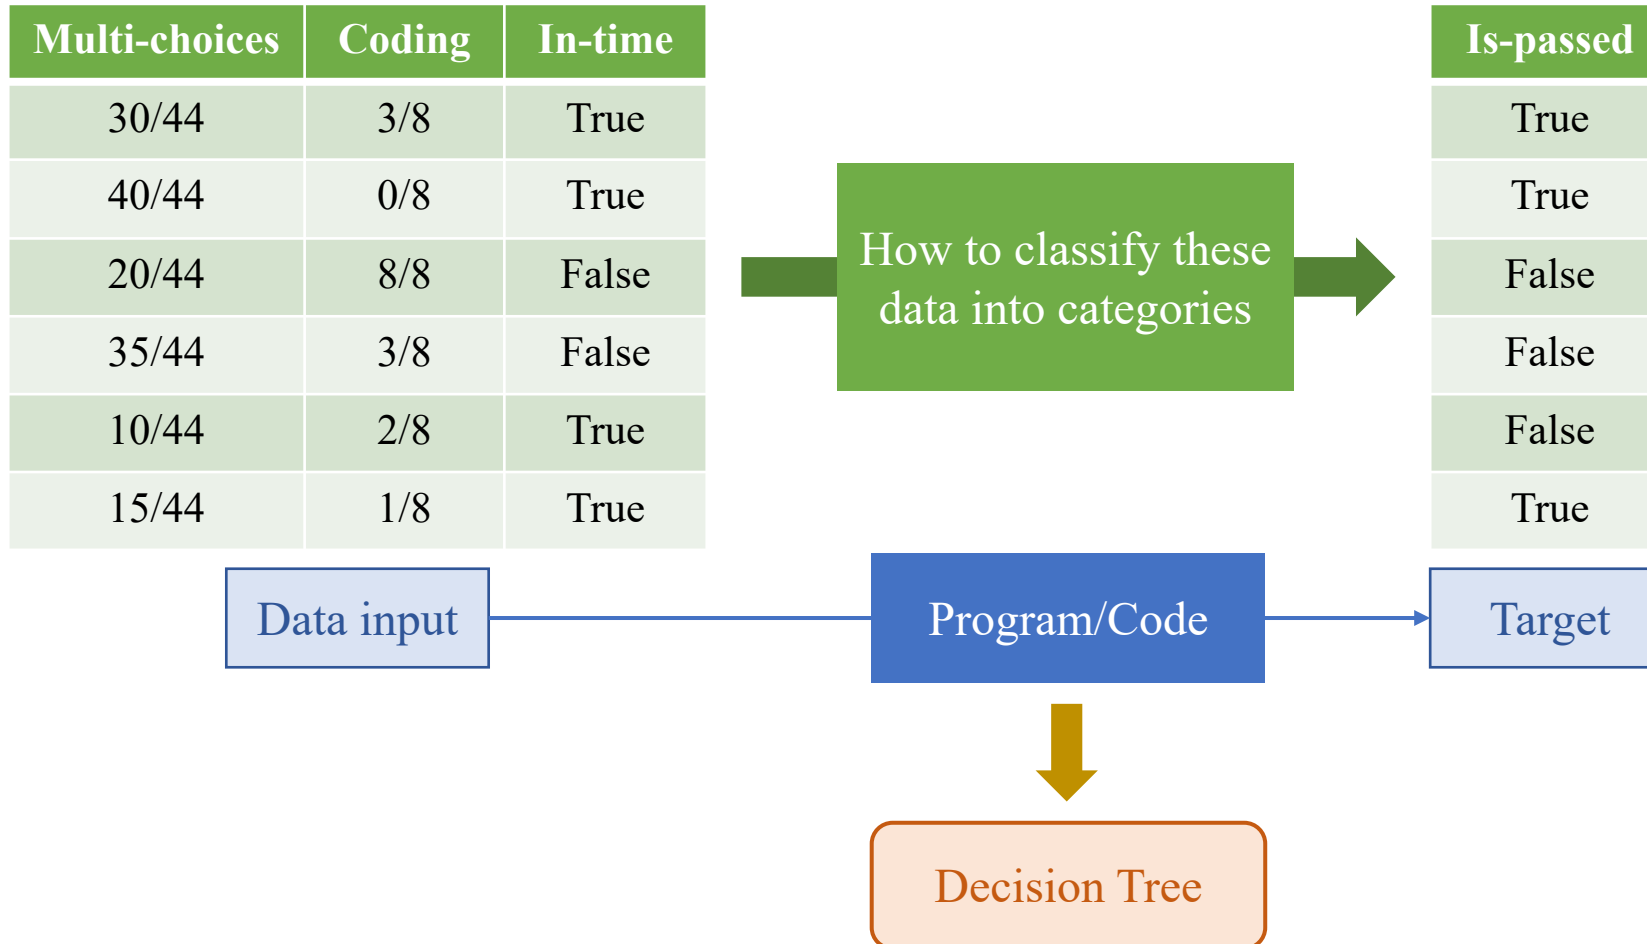 Multi-choices Coding In-time Is-passed
30/44 3/8 True True
40/44 0/8 True True
20/44 8/8 False False
35/44 3/8 False False
10/44 2/8 True False
15/44 1/8 True True
How to classify these
data into categories
Data input Program/Code Target
Decision Tree